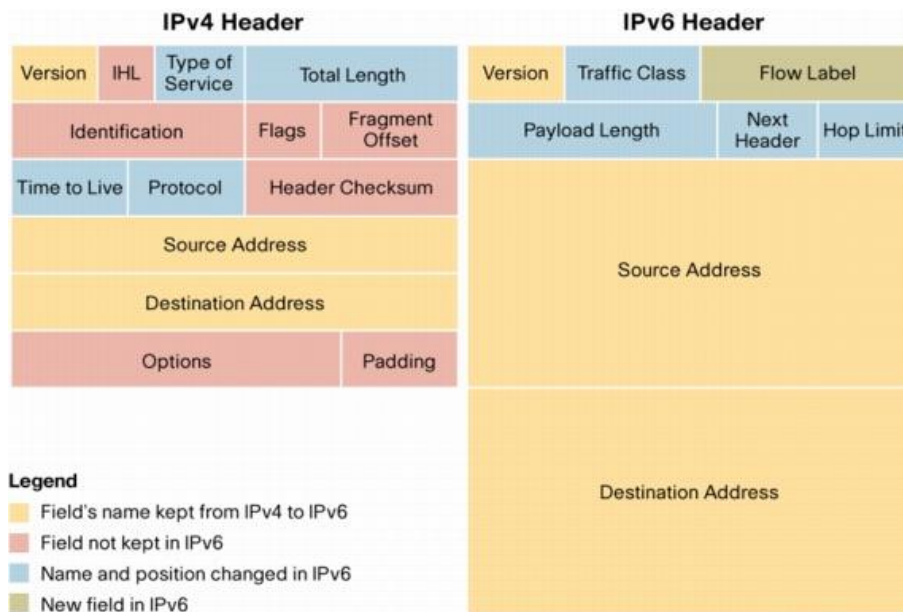 IPv4 Header
IPv6 Header
Version
IHL
Type of
Service
Total Length
Version
Traffic Class
Flow Label
Identification
Flags
Fragment
Offset
Payload Length
Next
Header
Hop Limit
Time to Live
Protocol
Header Checksum
Source Address
Source Address
Destination Address
Options
Padding
Destination Address
Legend
Field's name kept from IPv4 to IPv6
Field not kept in IPv6
Name and position changed in IPv6
New field in IPv6